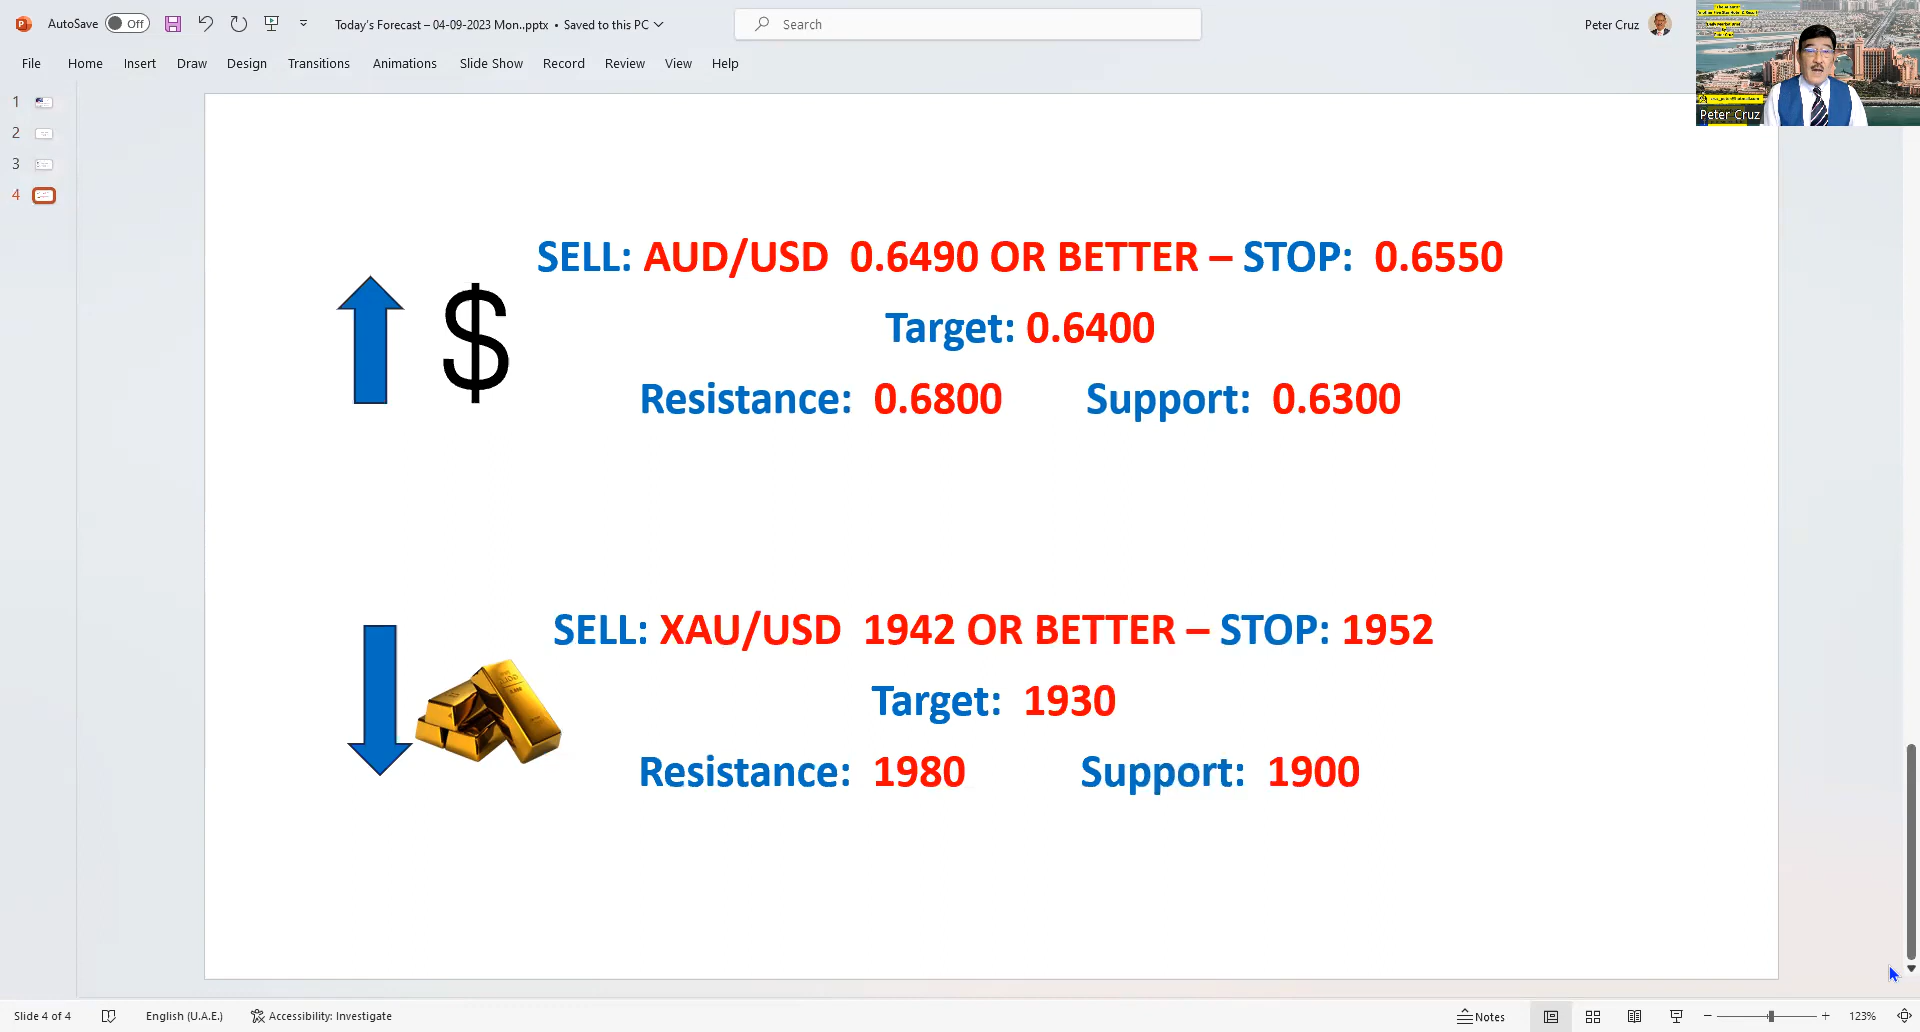 AutoSave Off Today's Forecast – 04-09-2023 Mon..pptx • Saved to this PC Search Peter Cruz
File Home Insert Draw Design Transitions Animations Slide Show Record Review View Help
Peter Cruz
1
2
3
4
SELL: AUD/USD 0.6490 OR BETTER – STOP: 0.6550
Target: 0.6400
$
Resistance: 0.6800 Support: 0.6300
SELL: XAU/USD 1942 OR BETTER – STOP: 1952
Target: 1930
Resistance: 1980 Support: 1900
Slide 4 of 4 English (U.A.E.) Accessibility: Investigate Notes 123%